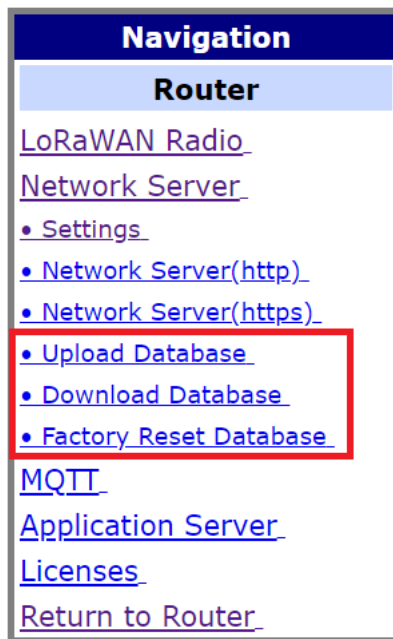 Navigation
Router
LoRaWAN Radio
Network Server
• Settings
• Network Server(http)
• Network Server(https)
• Upload Database
• Download Database
• Factory Reset Database
MQTT
Application Server
Licenses
Return to Router